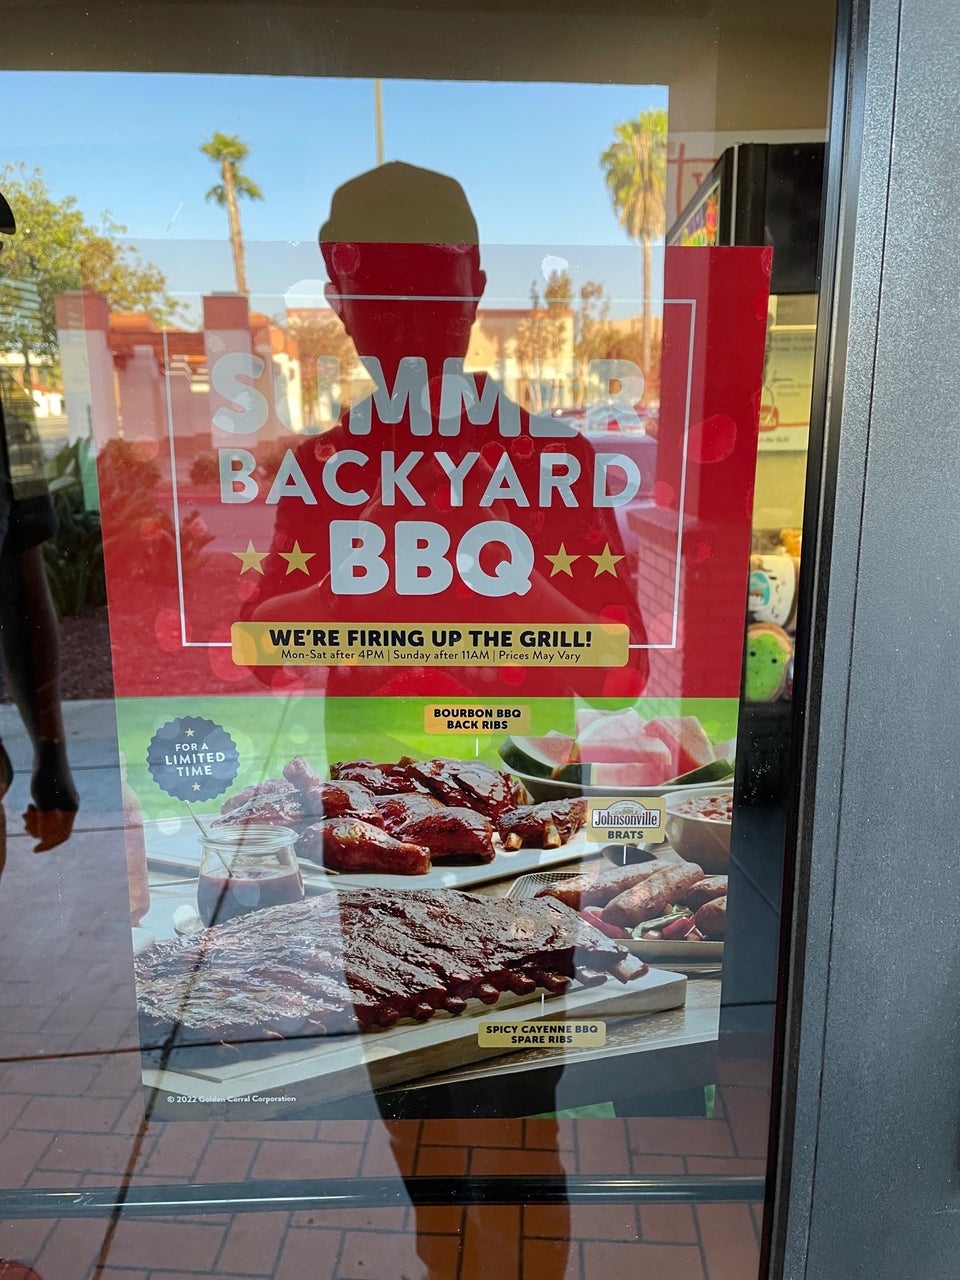 SUMMER
BACKYARD
BBQ
WE'RE FIRING UP THE GRILL!
Mon-Sat after 4PM | Sunday after 11AM | Prices May Vary
BOURBON BBQ
BACK RIBS
FOR A
LIMITED
TIME
Johnsonville
BRATS
SPICY CAYENNE BBQ
SPARE RIBS
© 2022 Golden Corral Corporation